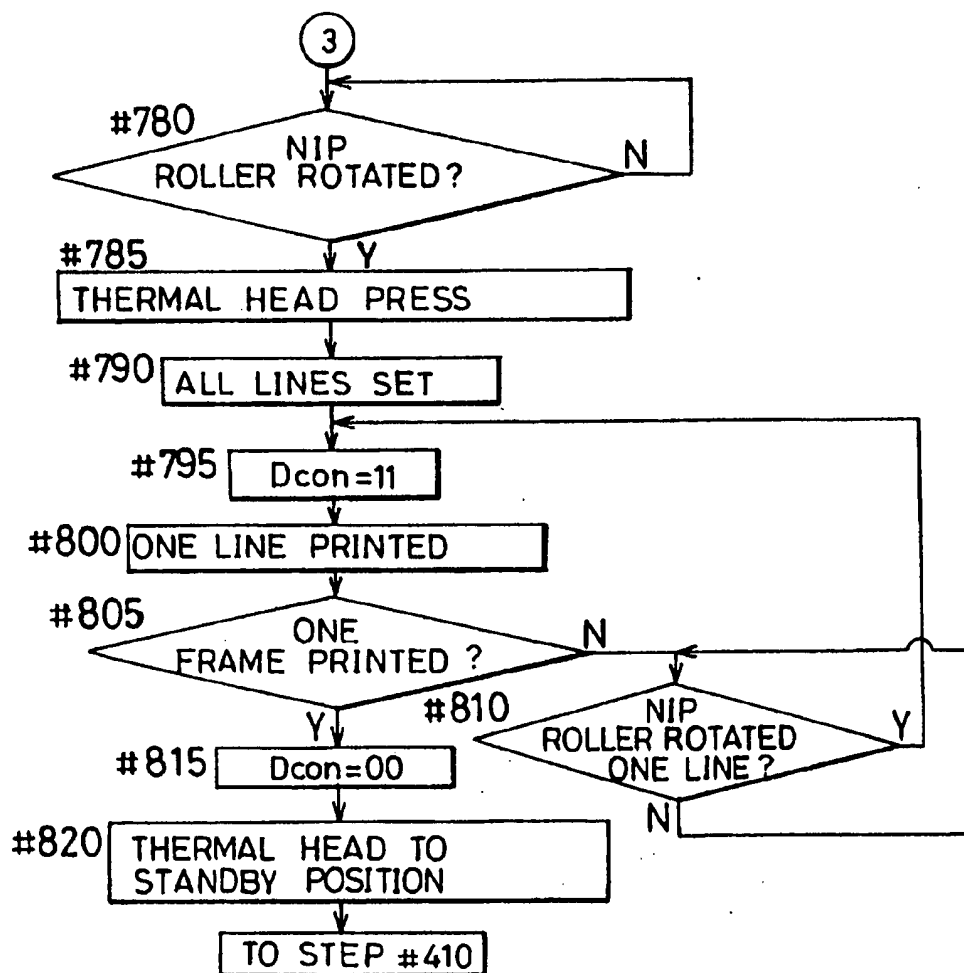 3
#780
NIP
ROLLER ROTATED?
N
Y
#785
THERMAL HEAD PRESS
#790
ALL LINES SET
#795
Dcon=11
#800
ONE LINE PRINTED
#805
ONE
FRAME PRINTED ?
N
Y
#810
NIP
ROLLER ROTATED
ONE LINE?
Y
N
#815
Dcon=00
#820
THERMAL HEAD TO
STANDBY POSITION
TO STEP #410